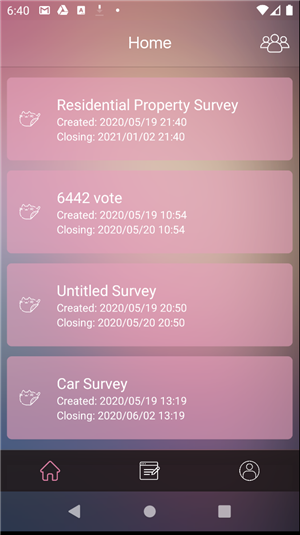 6:40
Home
Residential Property Survey
Created: 2020/05/19 21:40
Closing: 2021/01/02 21:40
6442 vote
Created: 2020/05/19 10:54
Closing: 2020/05/20 10:54
Untitled Survey
Created: 2020/05/19 20:50
Closing: 2020/05/20 20:50
Car Survey
Created: 2020/05/19 13:19
Closing: 2020/06/02 13:19